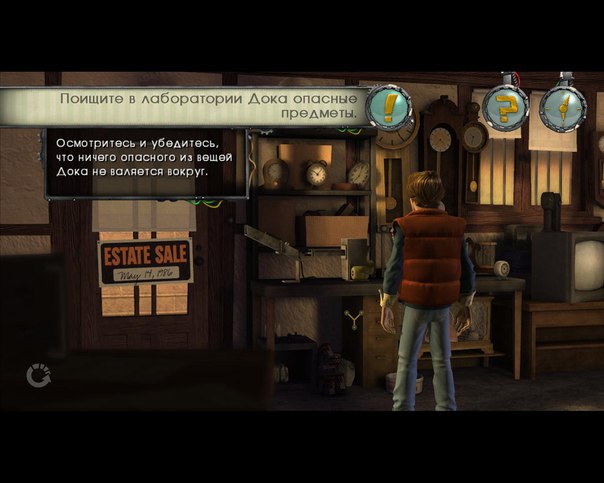 Поищите в лаборатории Дока опасные
предметы.
Осмотритесь и убедитесь,
что ничего опасного из вещей
Дока не валяется вокруг.
ESTATE SALE
May 14, 1986